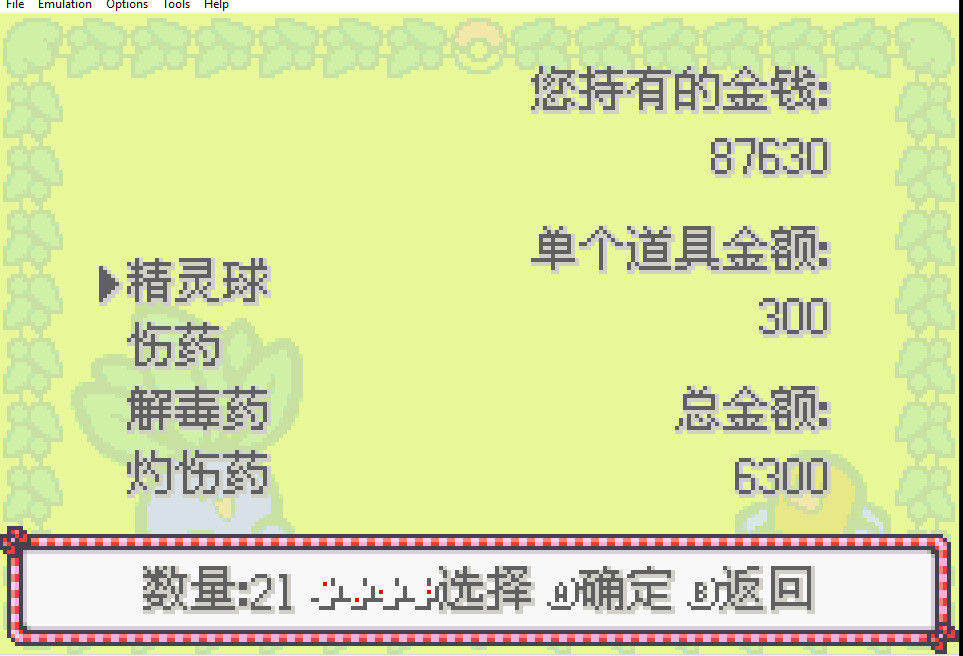 File Emulation Options Tools Help
您持有的金钱:
87630
单个道具金额:
300
精灵球
伤药
解毒药
灼伤药
总金额:
6300
数量:21 选择 A确定 B返回